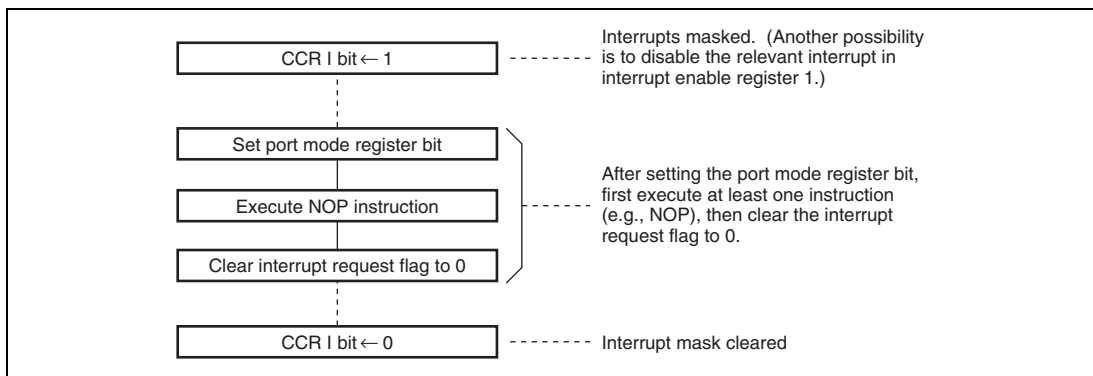 CCR I bit ← 1
Interrupts masked. (Another possibility
is to disable the relevant interrupt in
interrupt enable register 1.)
Set port mode register bit
Execute NOP instruction
Clear interrupt request flag to 0
After setting the port mode register bit,
first execute at least one instruction
(e.g., NOP), then clear the interrupt
request flag to 0.
CCR I bit ← 0
Interrupt mask cleared